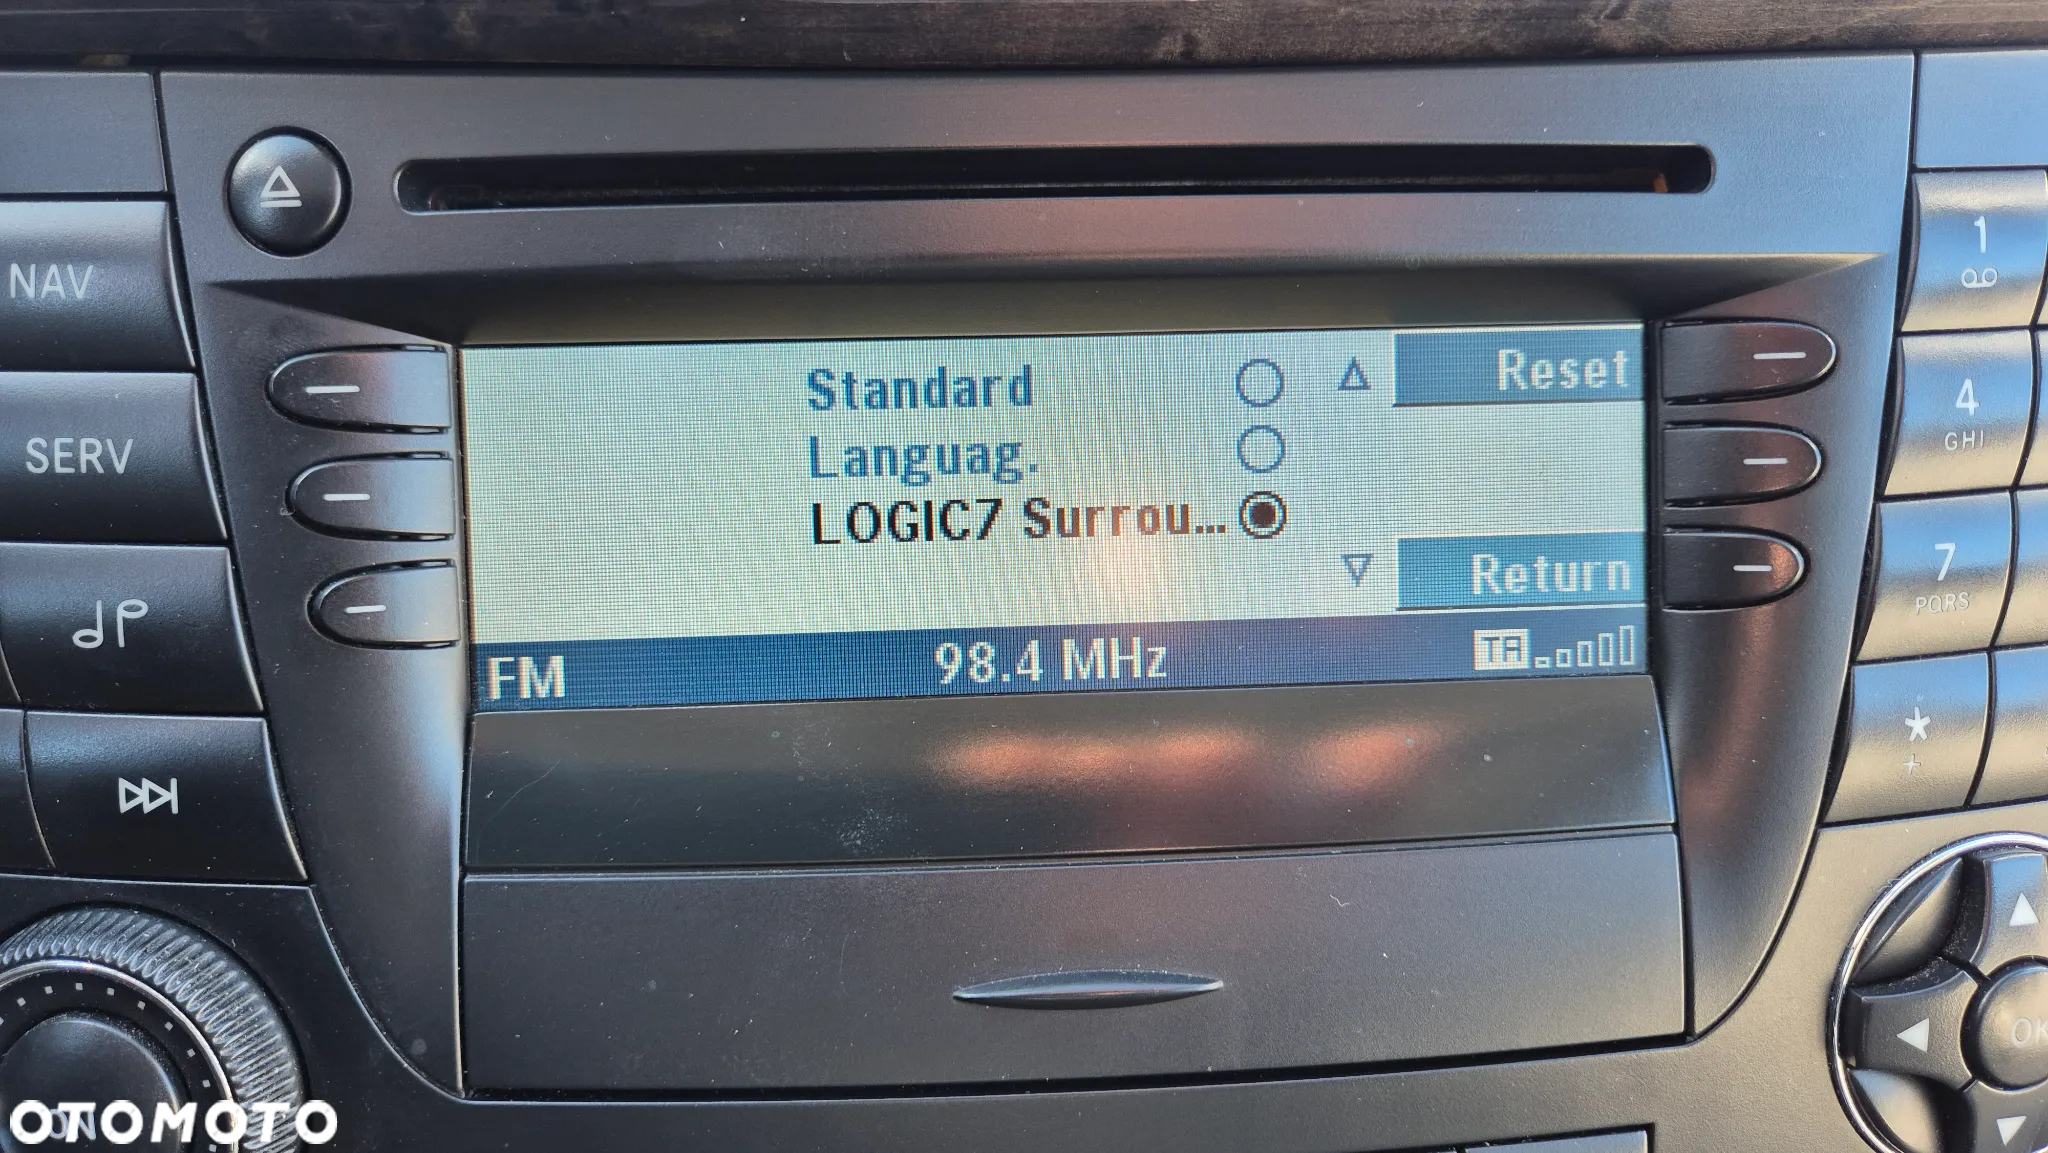 NAV
SERV
Standard
Languag.
LOGIC7 Surrou...
Reset
Return
FM
98.4 MHz
TA
1
4
GHI
7
PQRS
*
+
OK
ON
OTOMOTO